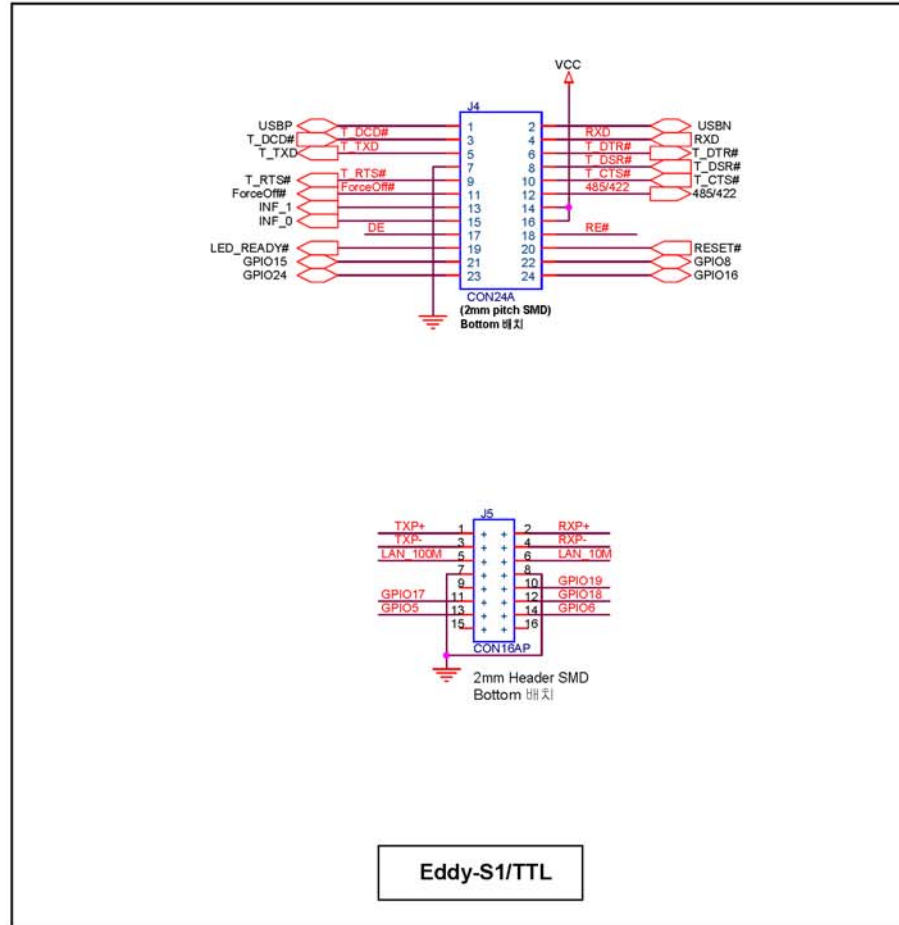 VCC
J4
USBP 1 2 USBN
T_DCD# T_DCD# 3 4 RXD RXD
T_TXD T_TXD 5 6 T_DTR# T_DTR#
7 8 T_DSR# T_DSR#
T_RTS# T_RTS# 9 10 T_CTS# T_CTS#
ForceOff# ForceOff# 11 12 485/422 485/422
INF_1 13 14
INF_0 15 16
DE 17 18 RE#
LED_READY# 19 20 RESET#
GPIO15 21 22 GPIO8
GPIO24 23 24 GPIO16
CON24A
(2mm pitch SMD)
Bottom 배치
J5
TXP+ 1 2 RXP+
TXP- 3 4 RXP-
LAN_100M 5 6 LAN_10M
7 8
9 10 GPIO19
GPIO17 11 12 GPIO18
GPIO5 13 14 GPIO6
15 16
CON16AP
2mm Header SMD
Bottom 배치
Eddy-S1/TTL